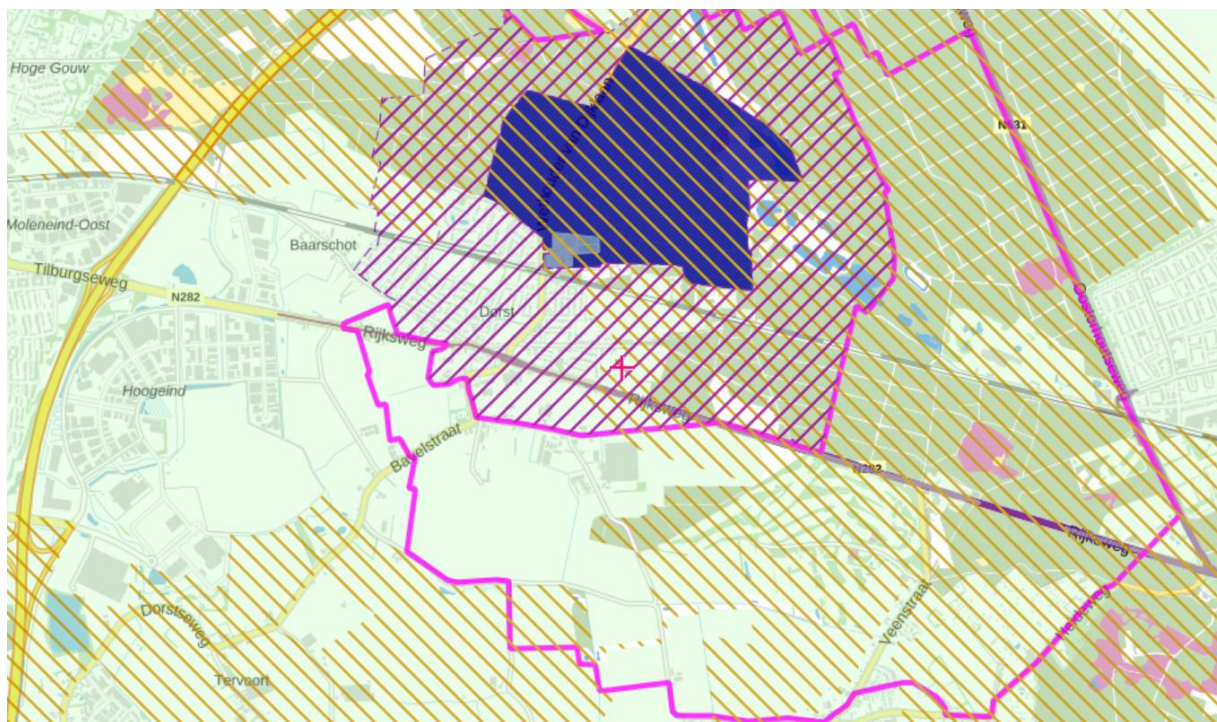 Hoge Gouw
N631
Moleneind-Oost
Baarschot
Tilburgseweg
N282
Dorst
Rijksweg
Oosterhoutseweg
Hoogeind
Rijksweg
Bavelstraat
N282
Rijksweg
Dorstseweg
Veenstraat
Heideweg
Tervoort